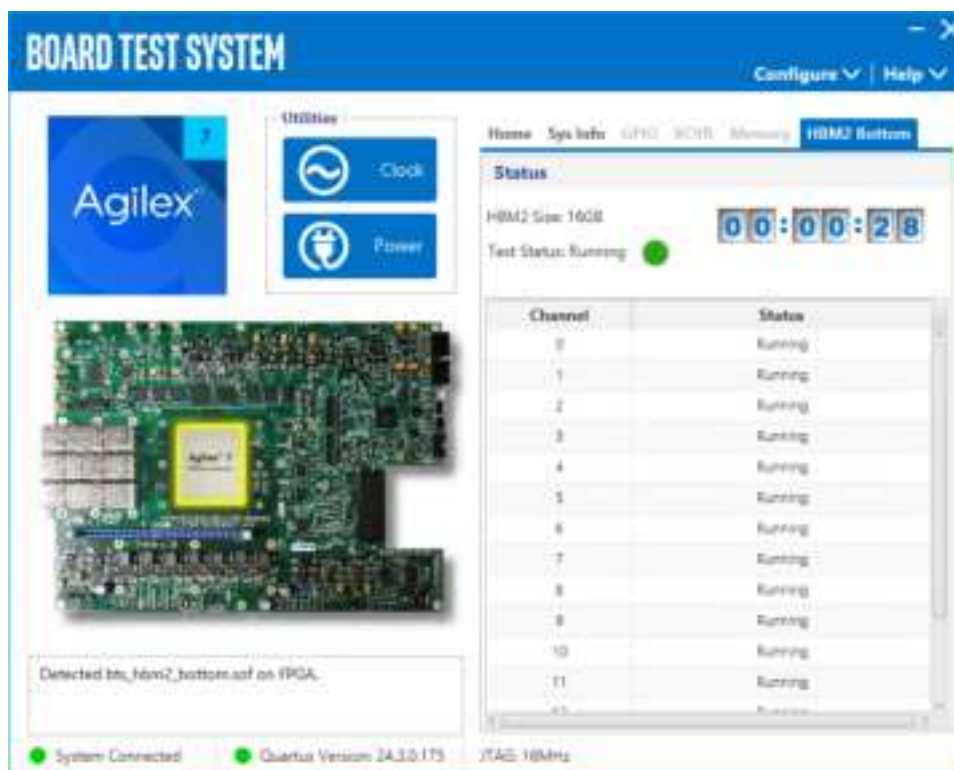 BOARD TEST SYSTEM
Configure | Help
7
Agilex
Utilities
Clock
Power
Home Sys Info GPIO XCVR Memory HBM2 Bottom
Status
HBM2 Size: 16GB
00:00:28
Test Status: Running
Channel Status
0 Running
1 Running
2 Running
3 Running
4 Running
5 Running
6 Running
7 Running
8 Running
9 Running
10 Running
11 Running
Agilex 7
Detected bts_hbm2_bottom.sof on FPGA.
System Connected
Quartus Version: 24.3.0.175
JTAG: 16MHz